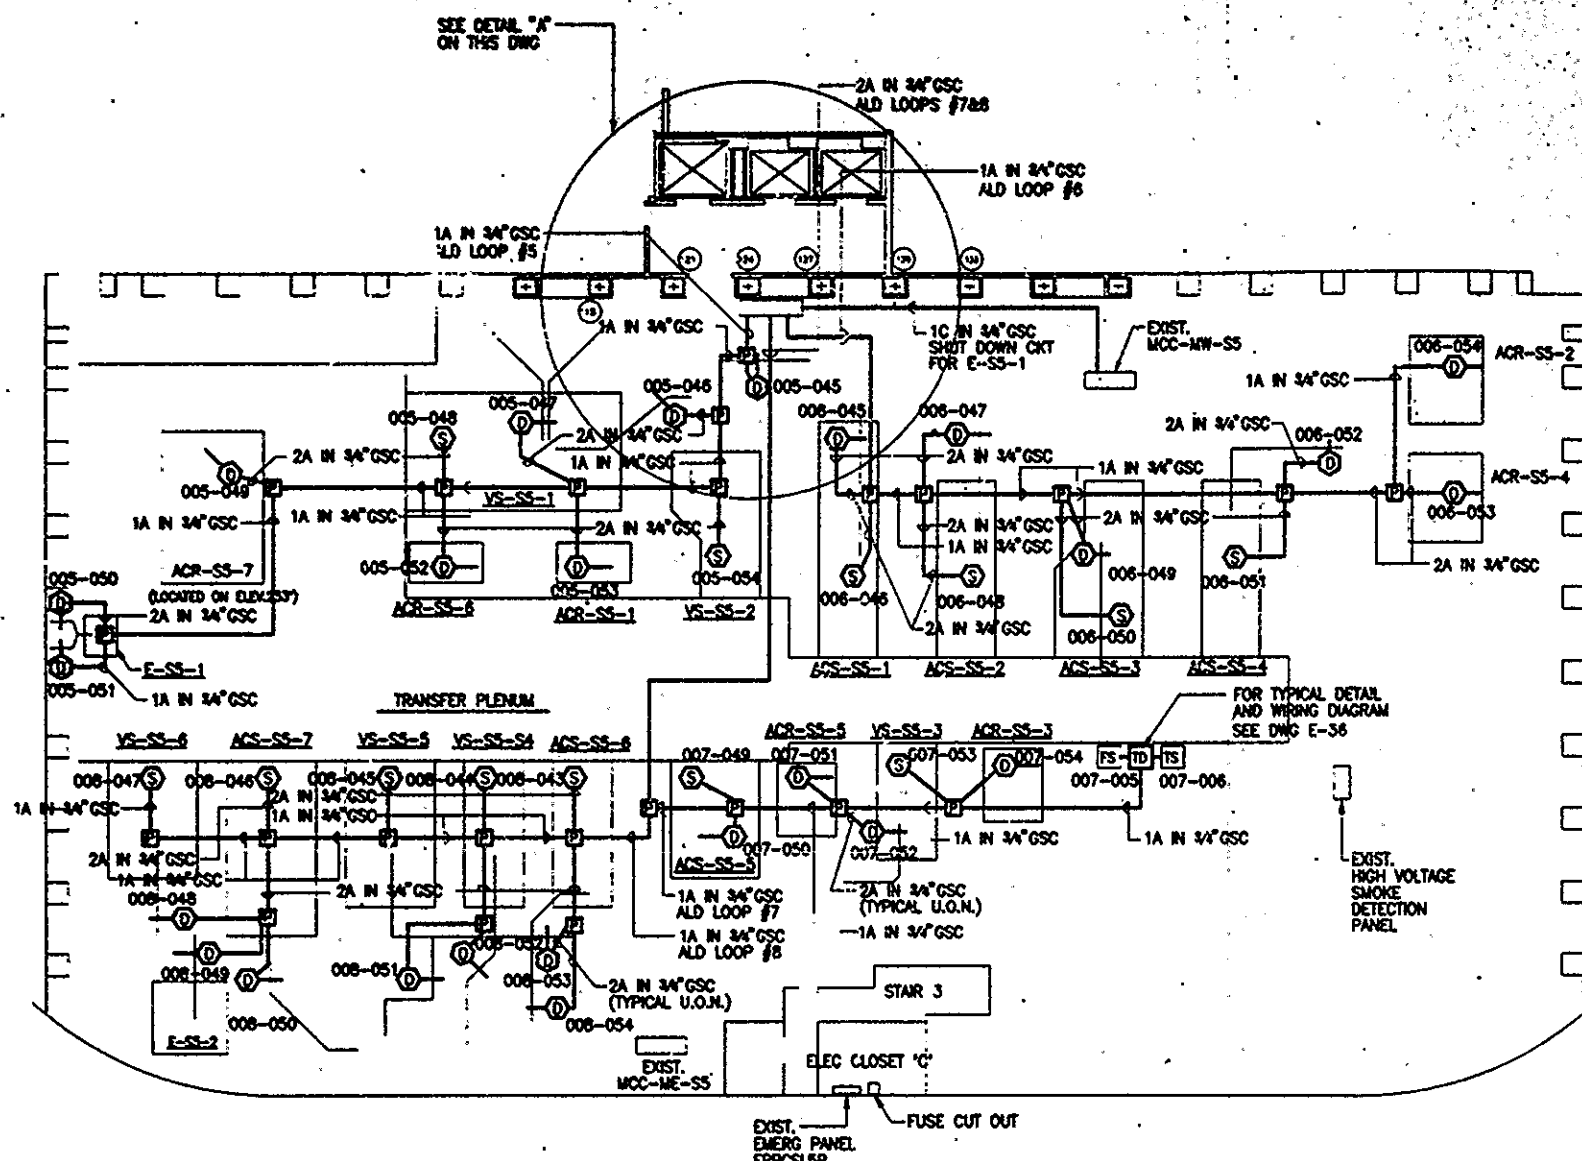 SEE DETAIL "A"
ON THIS DWG
2A IN 3/4"GSC
ALD LOOPS #7&8
1A IN 3/4"GSC
ALD LOOP #6
1A IN 3/4"GSC
ALD LOOP #5
1A IN 3/4"GSC
1C IN 3/4"GSC
SHUT DOWN CKT
FOR E-S5-1
EXIST.
MCC-MW-S5
006-054
ACR-S5-2
1A IN 3/4"GSC
005-046
005-045
005-047
005-048
006-045
006-047
2A IN 3/4"GSC
006-052
2A IN 3/4"GSC
2A IN 3/4"GSC
1A IN 3/4"GSC
2A IN 3/4"GSC
1A IN 3/4"GSC
ACR-S5-4
005-049
VS-S5-1
006-053
1A IN 3/4"GSC
1A IN 3/4"GSC
2A IN 3/4"GSC
2A IN 3/4"GSC
2A IN 3/4"GSC
1A IN 3/4"GSC
2A IN 3/4"GSC
005-050
ACR-S5-7
(LOCATED ON ELEV.253')
005-052
005-053
005-054
006-046
006-048
006-049
006-051
2A IN 3/4"GSC
ACR-S5-6
ACR-S5-1
VS-S5-2
2A IN 3/4"GSC
006-050
E-S5-1
ACS-S5-1
ACS-S5-2
ACS-S5-3
ACS-S5-4
005-051
1A IN 3/4"GSC
TRANSFER PLENUM
FOR TYPICAL DETAIL
AND WIRING DIAGRAM
SEE DWG E-36
VS-S5-6
ACS-S5-7
VS-S5-5
VS-S5-S4
ACS-S5-6
ACR-S5-5
VS-S5-3
ACR-S5-3
008-047
008-046
008-045
008-044
008-043
007-049
007-051
007-053
007-054
FS
TD
TS
007-005
007-006
1A IN 3/4"GSC
2A IN 3/4"GSC
1A IN 3/4"GSC
007-050
007-052
1A IN 3/4"GSC
1A IN 3/4"GSC
2A IN 3/4"GSC
1A IN 3/4"GSC
2A IN 3/4"GSC
ACS-S5-5
1A IN 3/4"GSC
ALD LOOP #7
2A IN 3/4"GSC
(TYPICAL U.O.N.)
EXIST.
HIGH VOLTAGE
SMOKE
DETECTION
PANEL
008-048
1A IN 3/4"GSC
ALD LOOP #8
1A IN 3/4"GSC
008-049
008-051
008-052
008-053
2A IN 3/4"GSC
(TYPICAL U.O.N.)
STAIR 3
008-050
008-054
E-S5-2
EXIST.
MCC-ME-S5
ELEC CLOSET 'C'
EXIST.
EMERG PANEL
FUSE CUT OUT